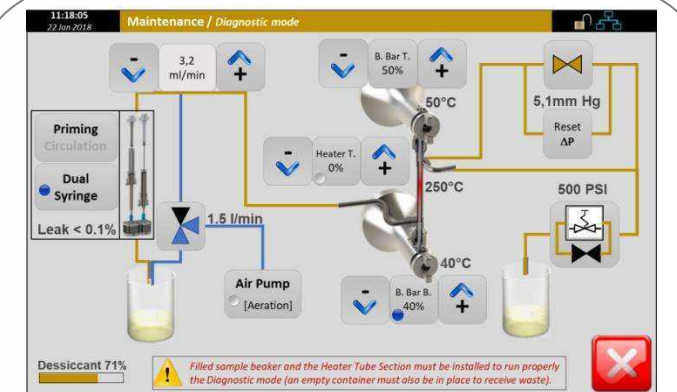 11:18:05
22 Jan 2018
Maintenance / Diagnostic mode
-
3,2
ml/min
+
-
B. Bar T.
50%
+
50°C
5,1mm Hg
Reset
ΔP
Priming
Circulation
Dual
Syringe
Leak < 0.1%
-
Heater T.
0%
+
250°C
500 PSI
1.5 l/min
Air Pump
[Aeration]
40°C
-
B. Bar B.
40%
+
Dessiccant 71%
Filled sample beaker and the Heater Tube Section must be installed to run properly
the Diagnostic mode (an empty container must also be in place to receive waste).